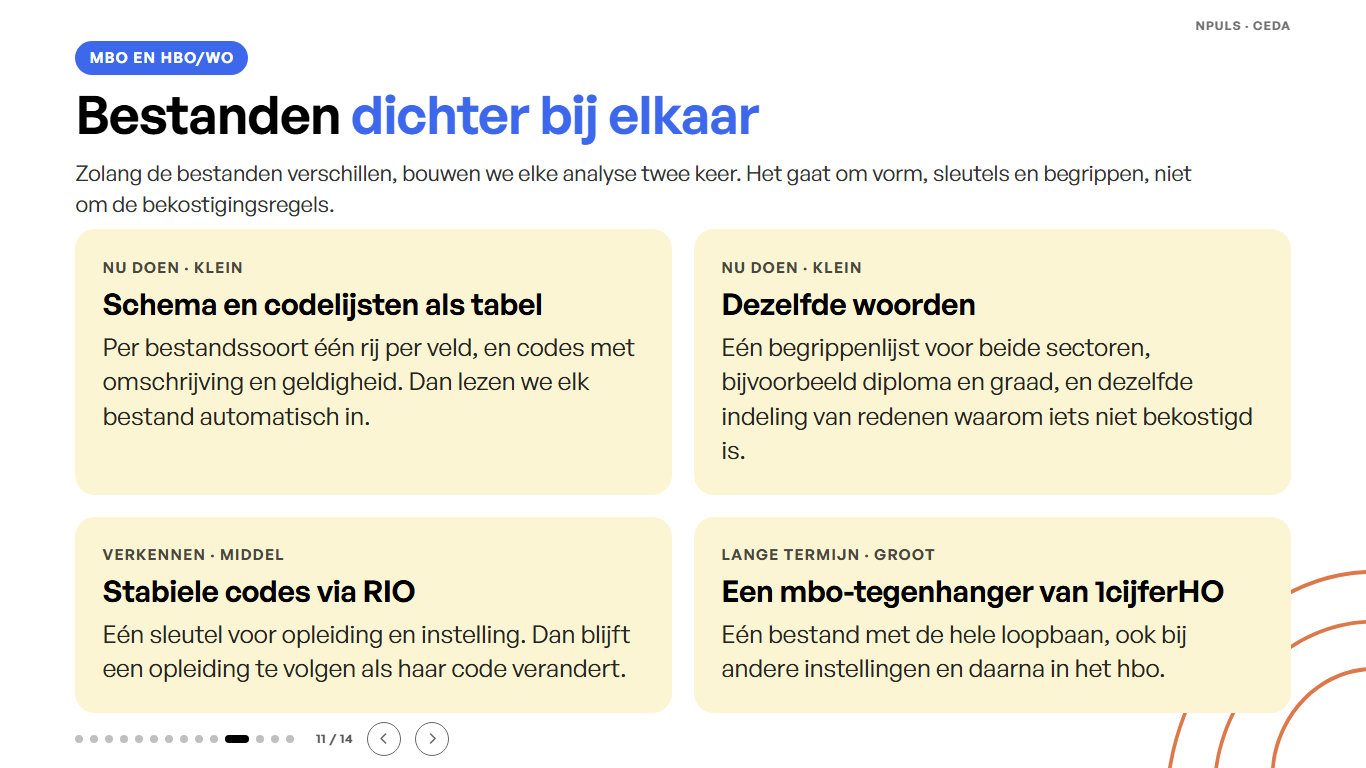 NPULS · CEDA
MBO EN HBO/WO
Bestanden dichter bij elkaar
Zolang de bestanden verschillen, bouwen we elke analyse twee keer. Het gaat om vorm, sleutels en begrippen, niet
om de bekostigingsregels.
NU DOEN · KLEIN
Schema en codelijsten als tabel
Per bestandssoort één rij per veld, en codes met
omschrijving en geldigheid. Dan lezen we elk
bestand automatisch in.
NU DOEN · KLEIN
Dezelfde woorden
Eén begrippenlijst voor beide sectoren,
bijvoorbeeld diploma en graad, en dezelfde
indeling van redenen waarom iets niet bekostigd
is.
VERKENNEN · MIDDEL
Stabiele codes via RIO
Eén sleutel voor opleiding en instelling. Dan blijft
een opleiding te volgen als haar code verandert.
LANGE TERMIJN · GROOT
Een mbo-tegenhanger van 1cijferHO
Eén bestand met de hele loopbaan, ook bij
andere instellingen en daarna in het hbo.
11 / 14